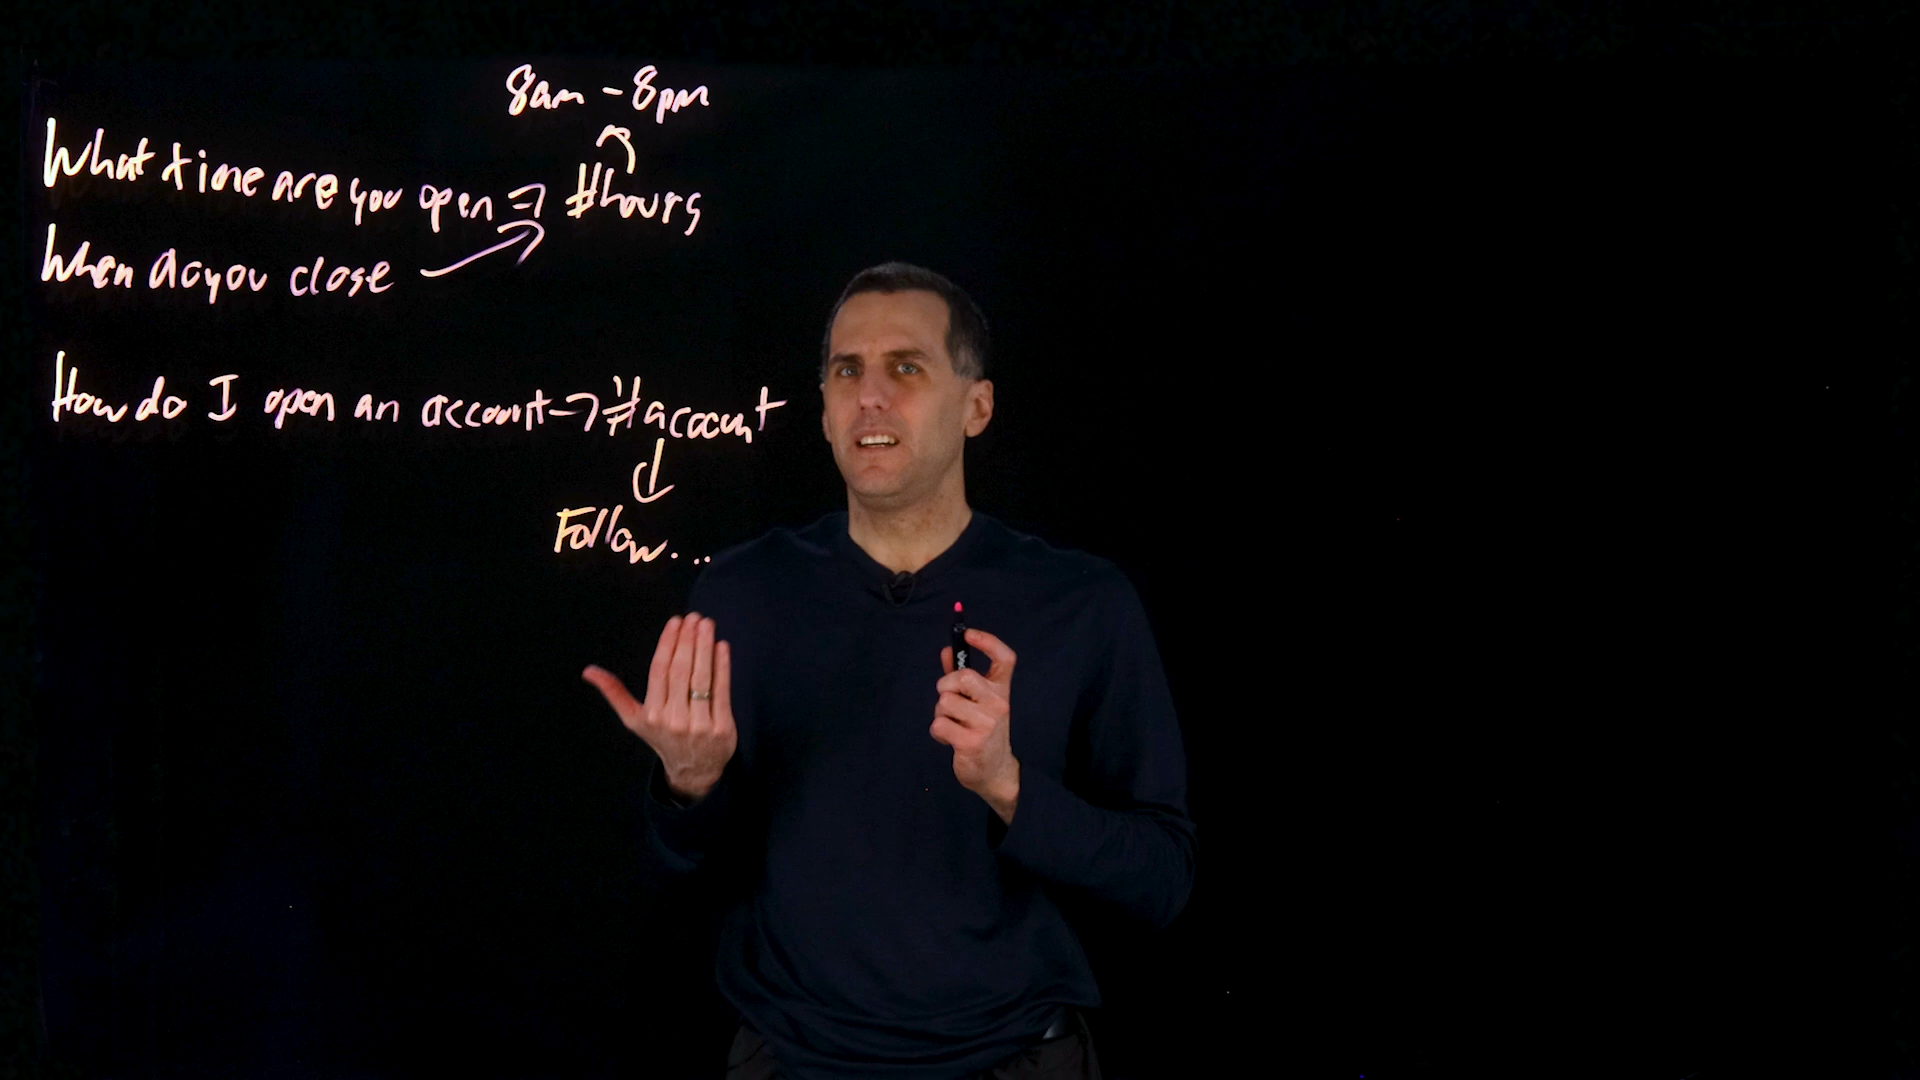 8am - 8pm
What time are you open → #hours
When do you close
How do I open an account → #account
Follow...